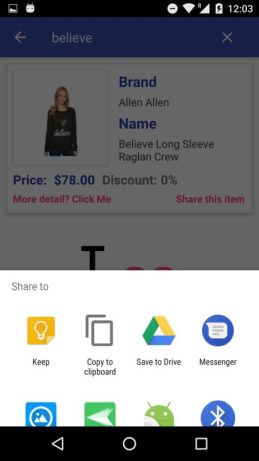 12:03
believe
Brand
Allen Allen
believe
Name
Believe Long Sleeve
Raglan Crew
Price: $78.00 Discount: 0%
More detail? Click Me Share this item
Share to
Keep Copy to clipboard Save to Drive Messenger